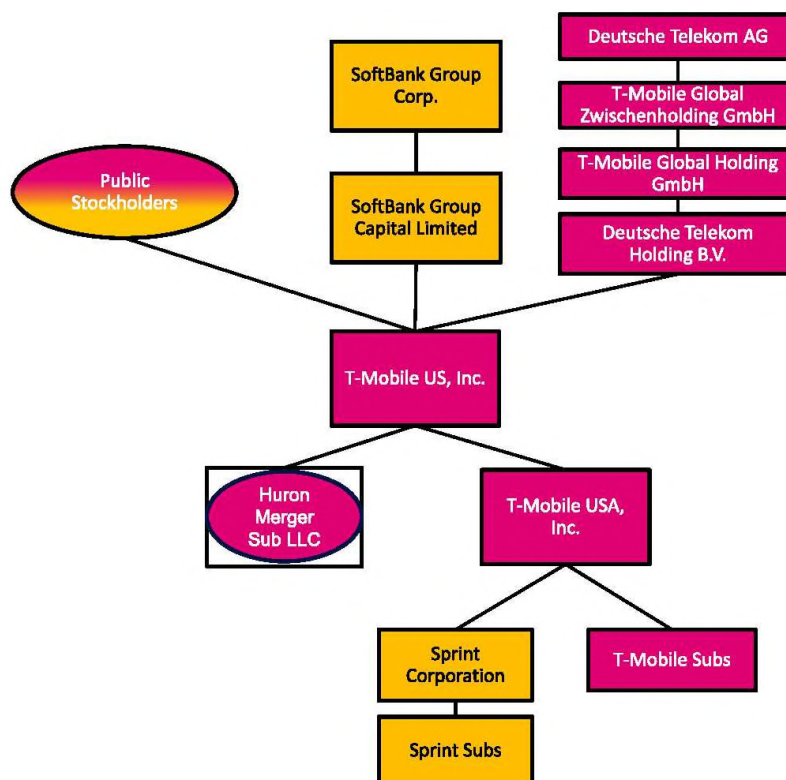 Deutsche Telekom AG
SoftBank Group
Corp.
T-Mobile Global
Zwischenholding GmbH
T-Mobile Global Holding
GmbH
Public
Stockholders
SoftBank Group
Capital Limited
Deutsche Telekom
Holding B.V.
T-Mobile US, Inc.
Huron
Merger
Sub LLC
T-Mobile USA,
Inc.
Sprint
Corporation
T-Mobile Subs
Sprint Subs